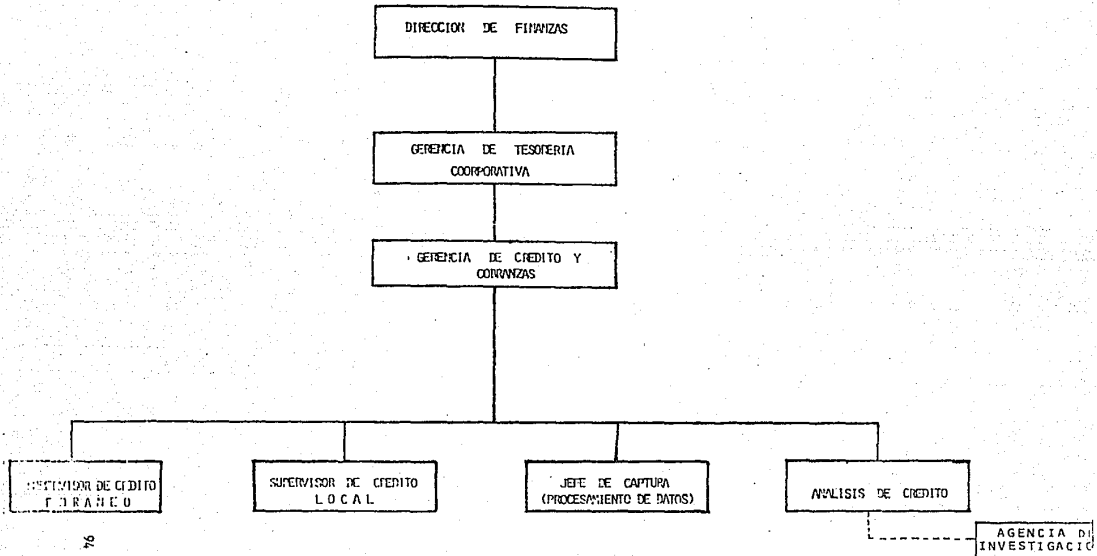 DIRECCION DE FINANZAS
GERENCIA DE TESORERIA
COORPORATIVA
GERENCIA DE CREDITO Y
COBRANZAS
SUPERVISOR DE CREDITO
FORANEO
SUPERVISOR DE CREDITO
LOCAL
JEFE DE CAPTURA
(PROCESAMIENTO DE DATOS)
ANALISIS DE CREDITO
AGENCIA DE
INVESTIGACIO
94